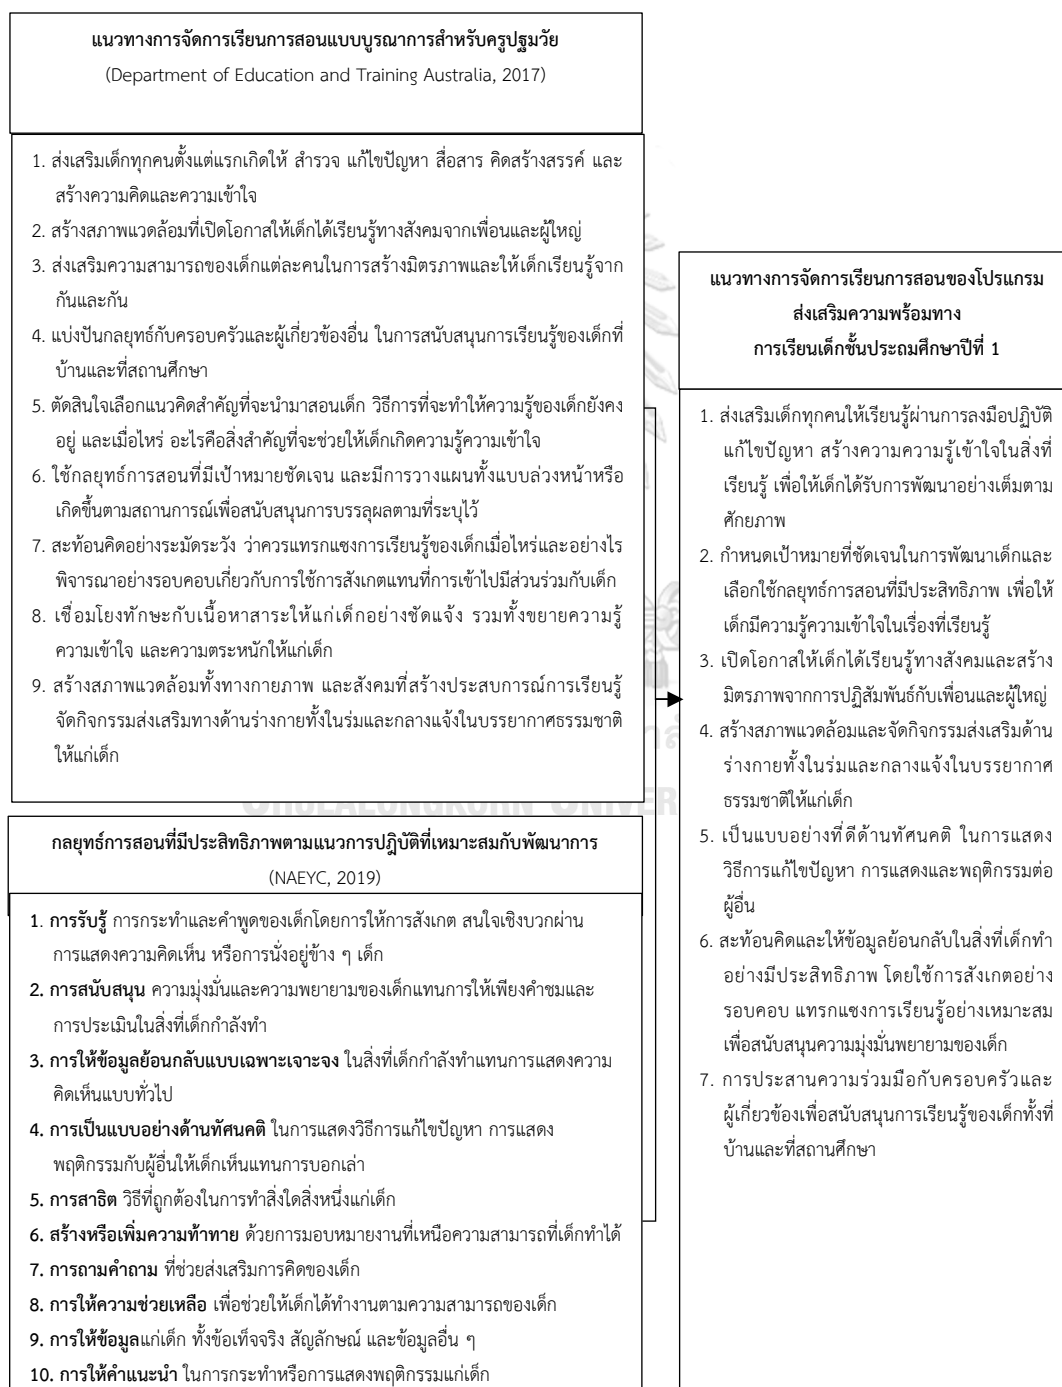 แนวทางการจัดการเรียนการสอนแบบบูรณาการสำหรับครูปฐมวัย
(Department of Education and Training Australia, 2017)
1. ส่งเสริมเด็กทุกคนตั้งแต่แรกเกิดให้ สำรวจ แก้ไขปัญหา สื่อสาร คิดสร้างสรรค์ และ
สร้างความคิดและความเข้าใจ
2. สร้างสภาพแวดล้อมที่เปิดโอกาสให้เด็กได้เรียนรู้ทางสังคมจากเพื่อนและผู้ใหญ่
3. ส่งเสริมความสามารถของเด็กแต่ละคนในการสร้างมิตรภาพและให้เด็กเรียนรู้จาก
กันและกัน
4. แบ่งปันกลยุทธ์กับครอบครัวและผู้เกี่ยวข้องอื่น ในการสนับสนุนการเรียนรู้ของเด็กที่
บ้านและที่สถานศึกษา
5. ตัดสินใจเลือกแนวคิดสำคัญที่จะนำมาสอนเด็ก วิธีการที่จะทำให้ความรู้ของเด็กยังคง
อยู่ และเมื่อไหร่ อะไรคือสิ่งสำคัญที่จะช่วยให้เด็กเกิดความรู้ความเข้าใจ
6. ใช้กลยุทธ์การสอนที่มีเป้าหมายชัดเจน และมีการวางแผนทั้งแบบล่วงหน้าหรือ
เกิดขึ้นตามสถานการณ์เพื่อสนับสนุนการบรรลุผลตามที่ระบุไว้
7. สะท้อนคิดอย่างระมัดระวัง ว่าควรแทรกแซงการเรียนรู้ของเด็กเมื่อไหร่และอย่างไร
พิจารณาอย่างรอบคอบเกี่ยวกับการใช้การสังเกตแทนที่การเข้าไปมีส่วนร่วมกับเด็ก
8. เชื่อมโยงทักษะกับเนื้อหาสาระให้แก่เด็กอย่างชัดแจ้ง รวมทั้งขยายความรู้
ความเข้าใจ และความตระหนักให้แก่เด็ก
9. สร้างสภาพแวดล้อมทั้งทางกายภาพ และสังคมที่สร้างประสบการณ์การเรียนรู้
จัดกิจกรรมส่งเสริมทางด้านร่างกายทั้งในร่มและกลางแจ้งในบรรยากาศธรรมชาติ
ให้แก่เด็ก
กลยุทธ์การสอนที่มีประสิทธิภาพตามแนวการปฏิบัติที่เหมาะสมกับพัฒนาการ
(NAEYC, 2019)
1. การรับรู้ การกระทำและคำพูดของเด็กโดยการให้การสังเกต สนใจเชิงบวกผ่าน
การแสดงความคิดเห็น หรือการนั่งอยู่ข้าง ๆ เด็ก
2. การสนับสนุน ความมุ่งมั่นและความพยายามของเด็กแทนการให้เพียงคำชมและ
การประเมินในสิ่งที่เด็กกำลังทำ
3. การให้ข้อมูลย้อนกลับแบบเฉพาะเจาะจง ในสิ่งที่เด็กกำลังทำแทนการแสดงความ
คิดเห็นแบบทั่วไป
4. การเป็นแบบอย่างด้านทัศนคติ ในการแสดงวิธีการแก้ไขปัญหา การแสดง
พฤติกรรมกับผู้อื่นให้เด็กเห็นแทนการบอกเล่า
5. การสาธิต วิธีที่ถูกต้องในการทำสิ่งใดสิ่งหนึ่งแก่เด็ก
6. สร้างหรือเพิ่มความท้าทาย ด้วยการมอบหมายงานที่เหนือความสามารถที่เด็กทำได้
7. การถามคำถาม ที่ช่วยส่งเสริมการคิดของเด็ก
8. การให้ความช่วยเหลือ เพื่อช่วยให้เด็กได้ทำงานตามความสามารถของเด็ก
9. การให้ข้อมูลแก่เด็ก ทั้งข้อเท็จจริง สัญลักษณ์ และข้อมูลอื่น ๆ
10. การให้คำแนะนำ ในการกระทำหรือการแสดงพฤติกรรมแก่เด็ก
แนวทางการจัดการเรียนการสอนของโปรแกรม
ส่งเสริมความพร้อมทาง
การเรียนเด็กชั้นประถมศึกษาปีที่ 1
1. ส่งเสริมเด็กทุกคนให้เรียนรู้ผ่านการลงมือปฏิบัติ
แก้ไขปัญหา สร้างความความรู้เข้าใจในสิ่งที่
เรียนรู้ เพื่อให้เด็กได้รับการพัฒนาอย่างเต็มตาม
ศักยภาพ
2. กำหนดเป้าหมายที่ชัดเจนในการพัฒนาเด็กและ
เลือกใช้กลยุทธ์การสอนที่มีประสิทธิภาพ เพื่อให้
เด็กมีความรู้ความเข้าใจในเรื่องที่เรียนรู้
3. เปิดโอกาสให้เด็กได้เรียนรู้ทางสังคมและสร้าง
มิตรภาพจากการปฏิสัมพันธ์กับเพื่อนและผู้ใหญ่
4. สร้างสภาพแวดล้อมและจัดกิจกรรมส่งเสริมด้าน
ร่างกายทั้งในร่มและกลางแจ้งในบรรยากาศ
ธรรมชาติให้แก่เด็ก
5. เป็นแบบอย่างที่ดีด้านทัศนคติ ในการแสดง
วิธีการแก้ไขปัญหา การแสดงและพฤติกรรมต่อ
ผู้อื่น
6. สะท้อนคิดและให้ข้อมูลย้อนกลับในสิ่งที่เด็กทำ
อย่างมีประสิทธิภาพ โดยใช้การสังเกตอย่าง
รอบคอบ แทรกแซงการเรียนรู้อย่างเหมาะสม
เพื่อสนับสนุนความมุ่งมั่นพยายามของเด็ก
7. การประสานความร่วมมือกับครอบครัวและ
ผู้เกี่ยวข้องเพื่อสนับสนุนการเรียนรู้ของเด็กทั้งที่
บ้านและที่สถานศึกษา